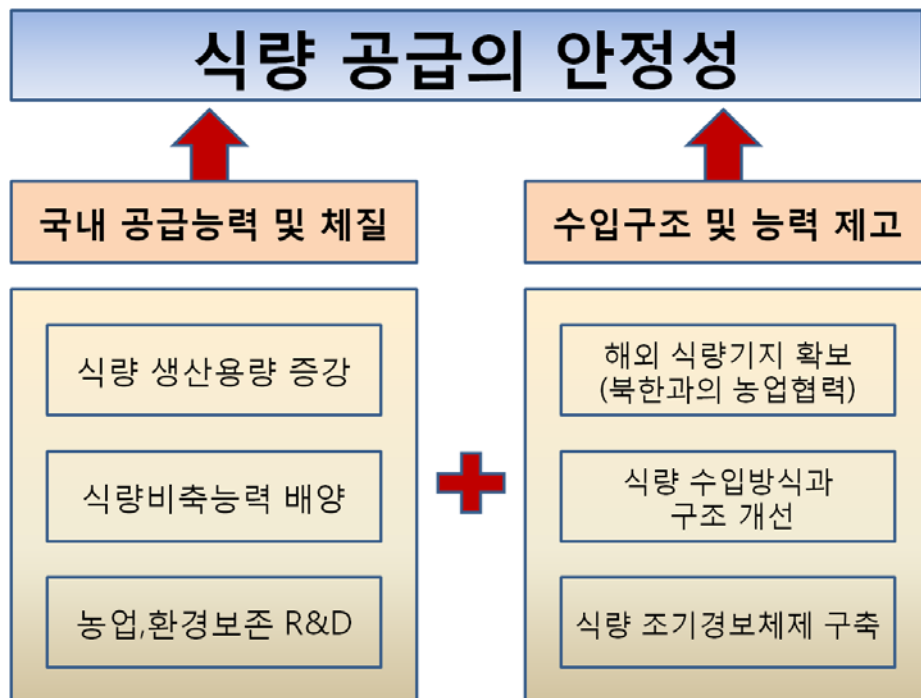 식량 공급의 안정성
국내 공급능력 및 체질
식량 생산용량 증강
식량비축능력 배양
농업,환경보존 R&D
수입구조 및 능력 제고
해외 식량기지 확보
(북한과의 농업협력)
식량 수입방식과
구조 개선
식량 조기경보체제 구축